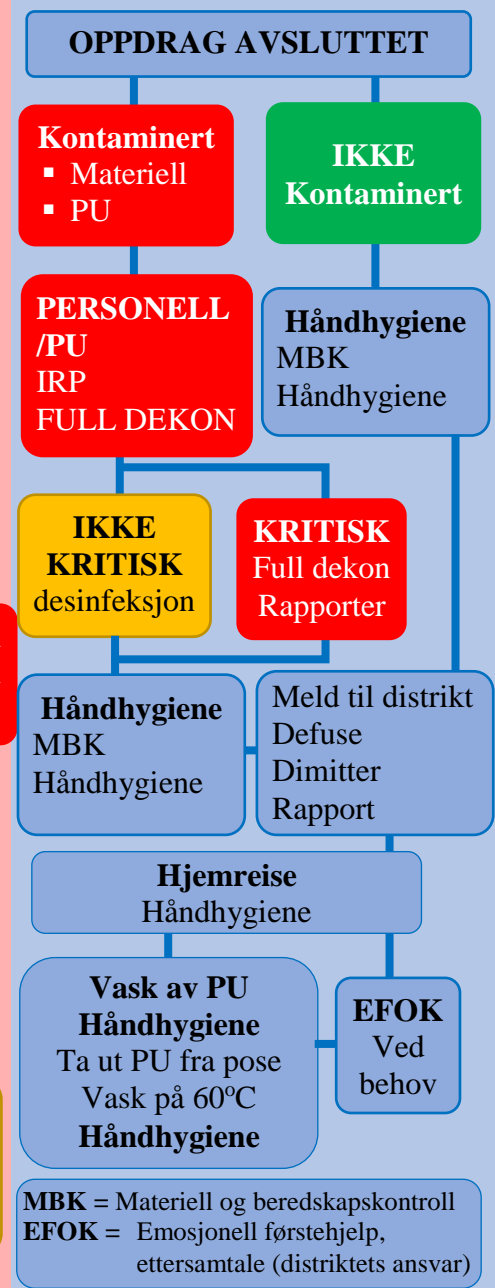 OPPDRAG AVSLUTTET
Kontaminert
▪ Materiell
▪ PU
IKKE
Kontaminert
PERSONELL
/PU
IRP
FULL DEKON
Håndhygiene
MBK
Håndhygiene
IKKE
KRITISK
desinfeksjon
KRITISK
Full dekon
Rapporter
Håndhygiene
MBK
Håndhygiene
Meld til distrikt
Defuse
Dimitter
Rapport
Hjemreise
Håndhygiene
Vask av PU
Håndhygiene
Ta ut PU fra pose
Vask på 60°C
Håndhygiene
EFOK
Ved
behov
MBK = Materiell og beredskapskontroll
EFOK = Emosjonell førstehjelp,
ettersamtale (distriktets ansvar)